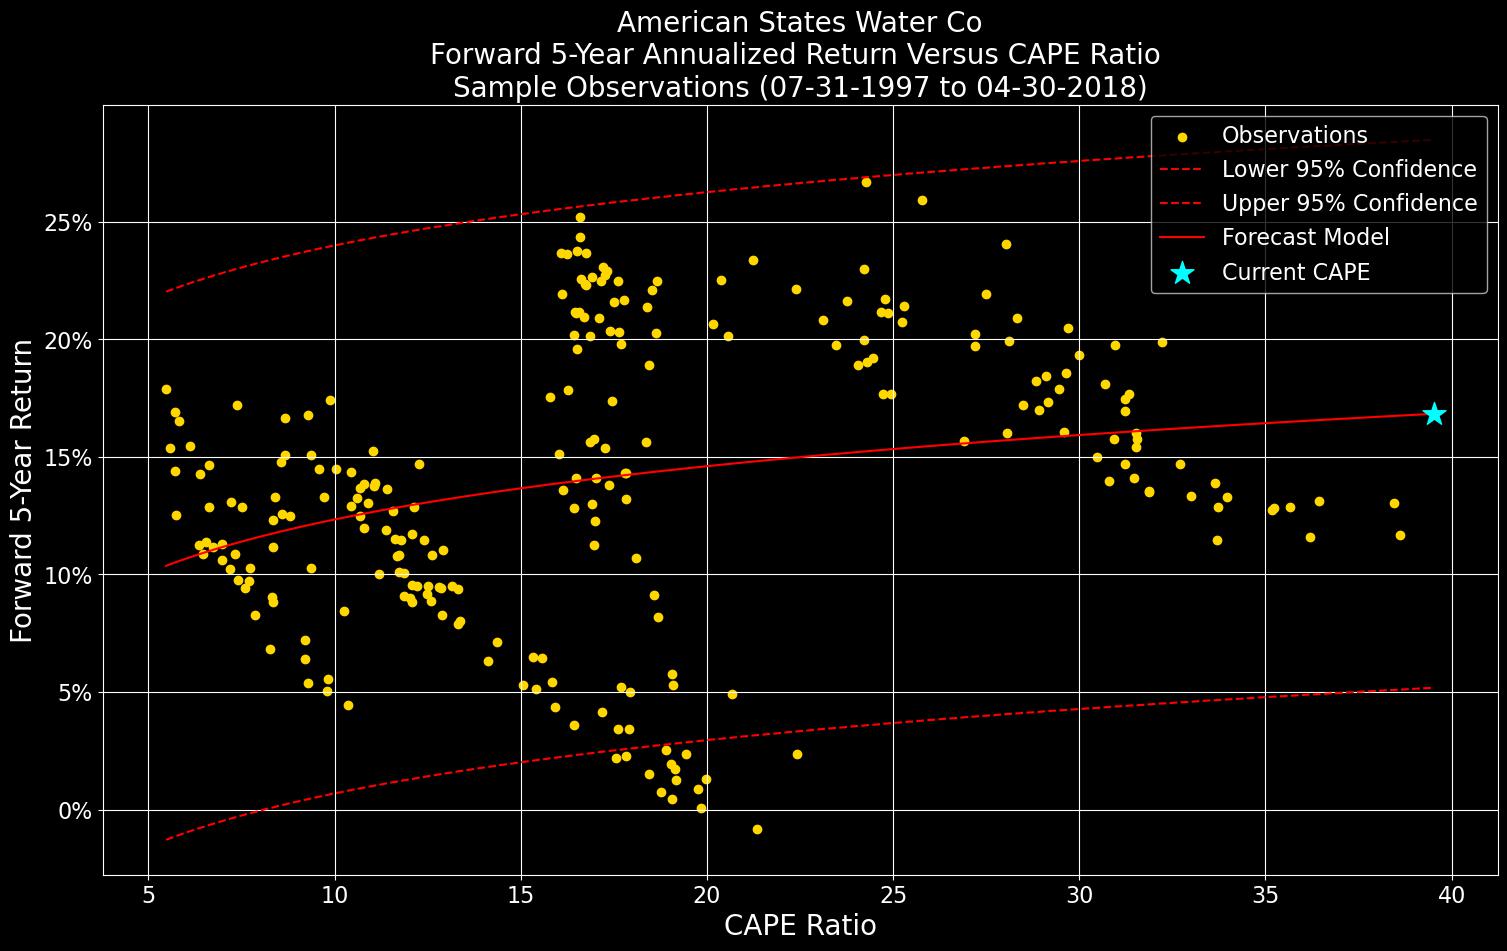 American States Water Co
Forward 5-Year Annualized Return Versus CAPE Ratio
Sample Observations (07-31-1997 to 04-30-2018)
Observations
Lower 95% Confidence
Upper 95% Confidence
Forecast Model
Current CAPE
Forward 5-Year Return
25%
20%
15%
10%
5%
0%
5
10
15
20
25
30
35
40
CAPE Ratio